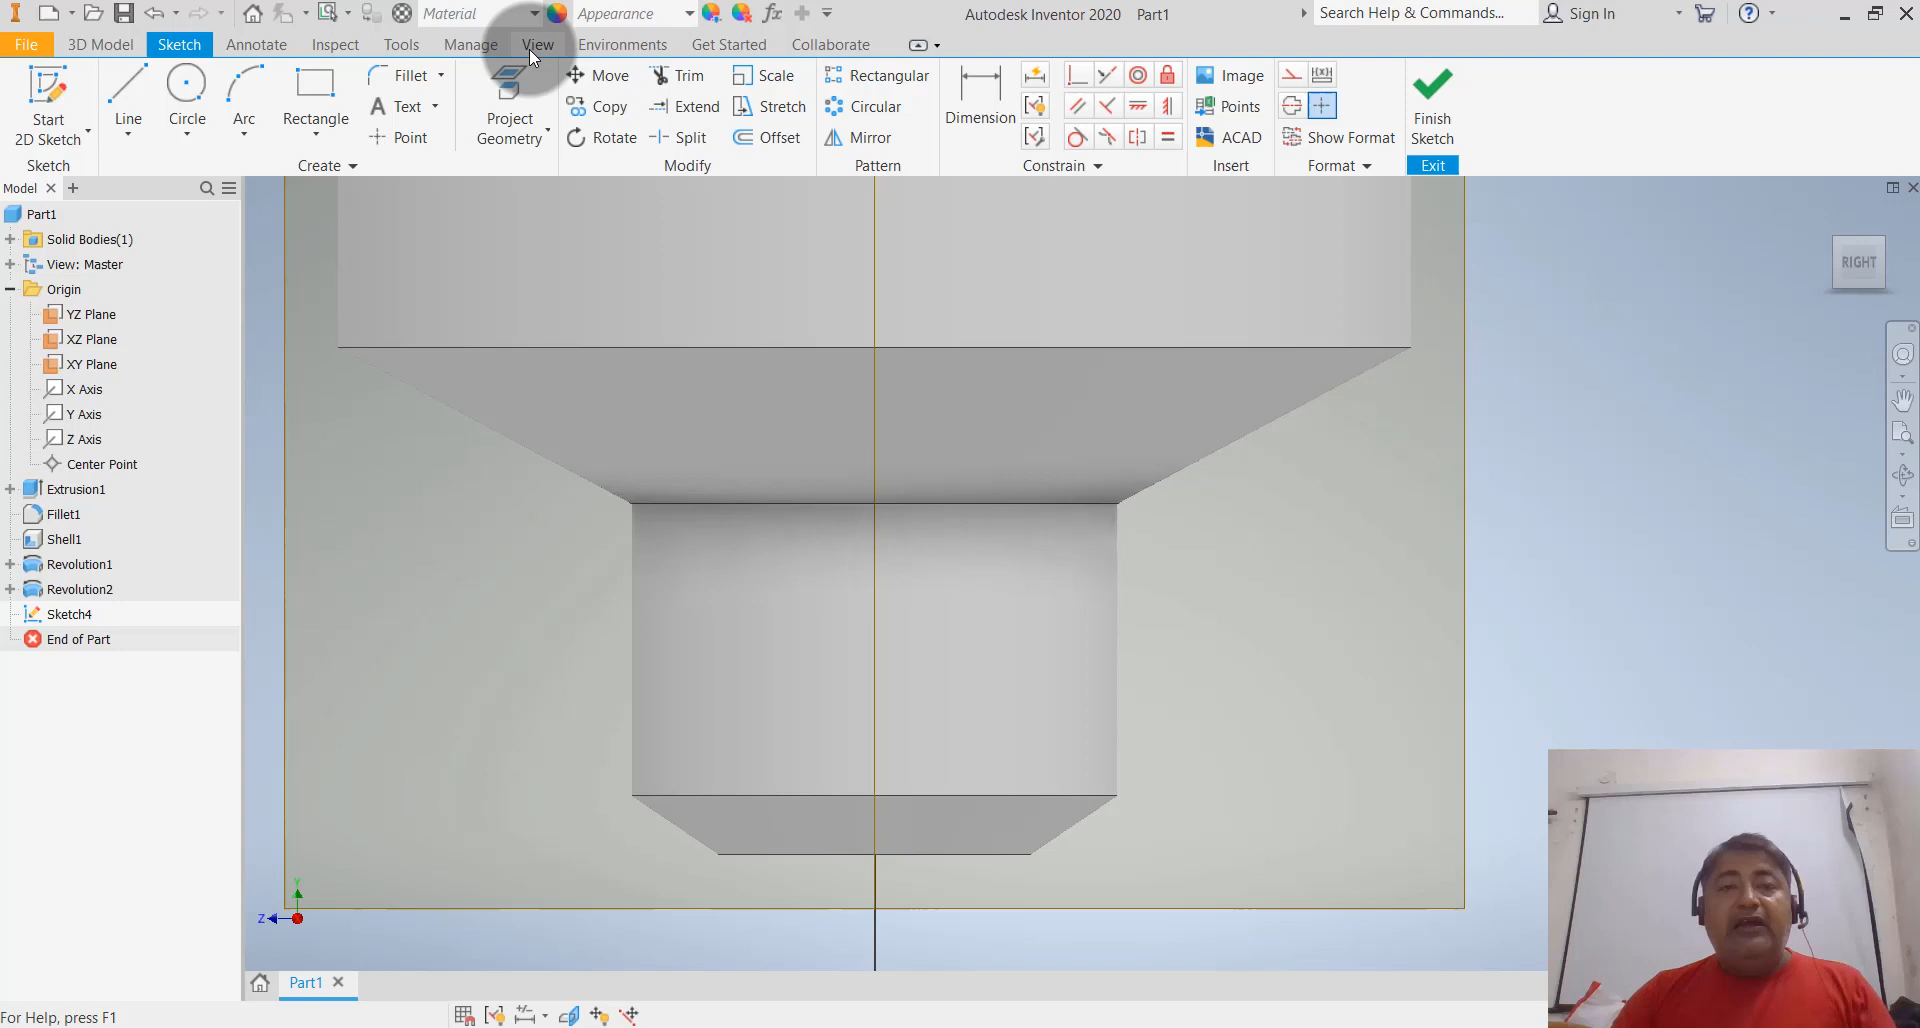 Material
Appearance
fx
Autodesk Inventor 2020 Part1
Search Help & Commands...
Sign In
File 3D Model Sketch Annotate Inspect Tools Manage View Environments Get Started Collaborate
Start 2D Sketch
Sketch
Line
Circle
Arc
Rectangle
Fillet
Text
Point
Create
Project Geometry
Move
Copy
Rotate
Trim
Extend
Split
Scale
Stretch
Offset
Modify
Rectangular
Circular
Mirror
Pattern
Dimension
Constrain
Image
Points
ACAD
Insert
Show Format
Format
Finish Sketch
Exit
Model
Part1
Solid Bodies(1)
View: Master
Origin
YZ Plane
XZ Plane
XY Plane
X Axis
Y Axis
Z Axis
Center Point
Extrusion1
Fillet1
Shell1
Revolution1
Revolution2
Sketch4
End of Part
RIGHT
Y
Z
Part1
For Help, press F1